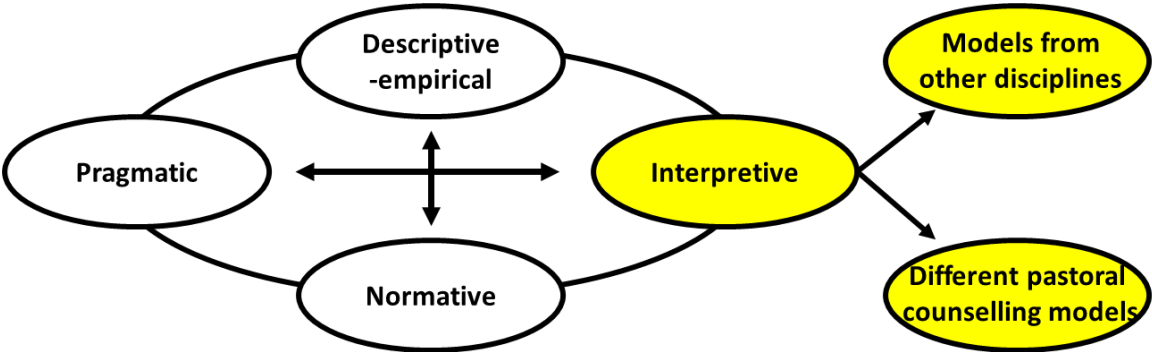 Descriptive
-empirical
Models from
other disciplines
Pragmatic
Interpretive
Normative
Different pastoral
counselling models